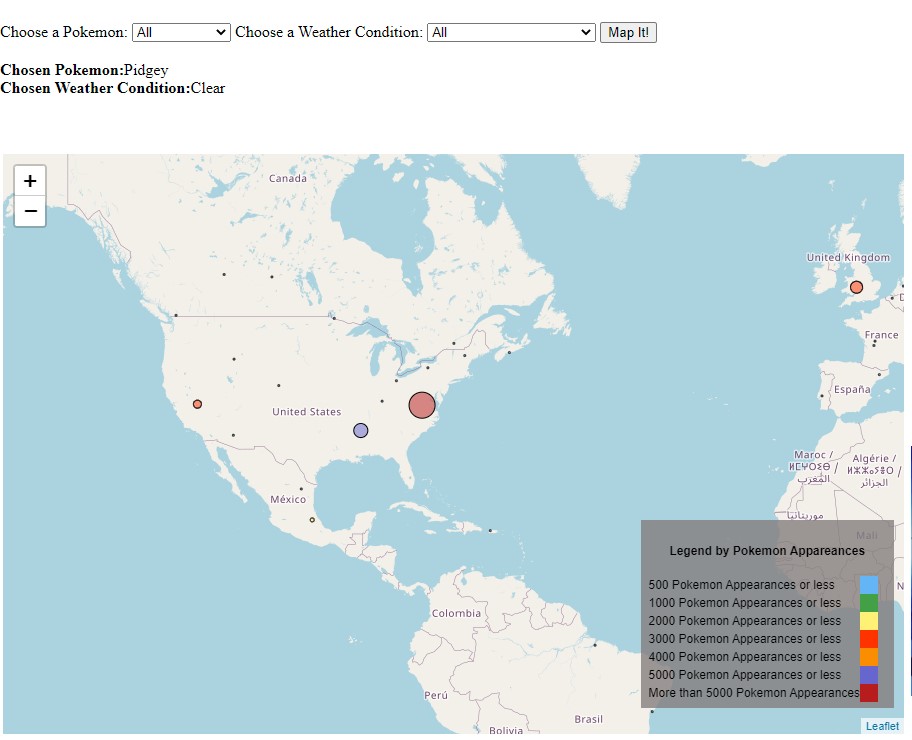 Choose a Pokemon: All Choose a Weather Condition: All Map It!
Chosen Pokemon:Pidgey
Chosen Weather Condition:Clear
+
−
Canada
United Kingdom
D
France
España
United States
Maroc /
ⵍⵎⵖⵔⵉⴱ /
المغرب
Algérie /
ⵍⵣⵣⴰⵢⴻⵔ /
الجزائر
México
موريتانيا
Mali
N
Colombia
Perú
Brasil
Bolivia
Legend by Pokemon Appareances
500 Pokemon Appearances or less
1000 Pokemon Appearances or less
2000 Pokemon Appearances or less
3000 Pokemon Appearances or less
4000 Pokemon Appearances or less
5000 Pokemon Appearances or less
More than 5000 Pokemon Appearances
Leaflet